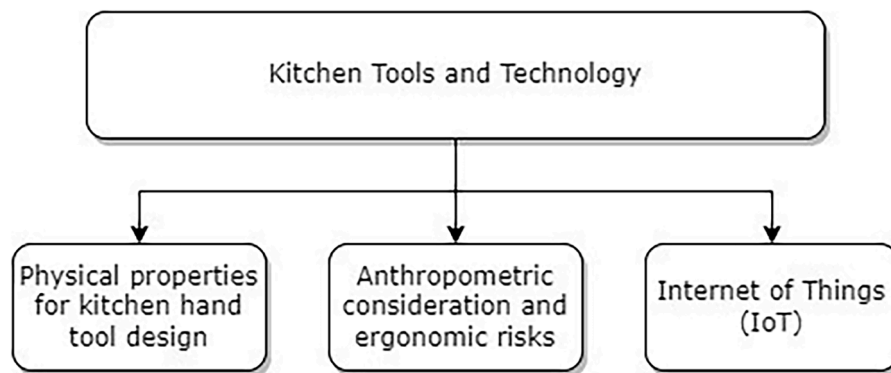 Kitchen Tools and Technology
Physical properties
for kitchen hand
tool design
Anthropometric
consideration and
ergonomic risks
Internet of Things
(IoT)